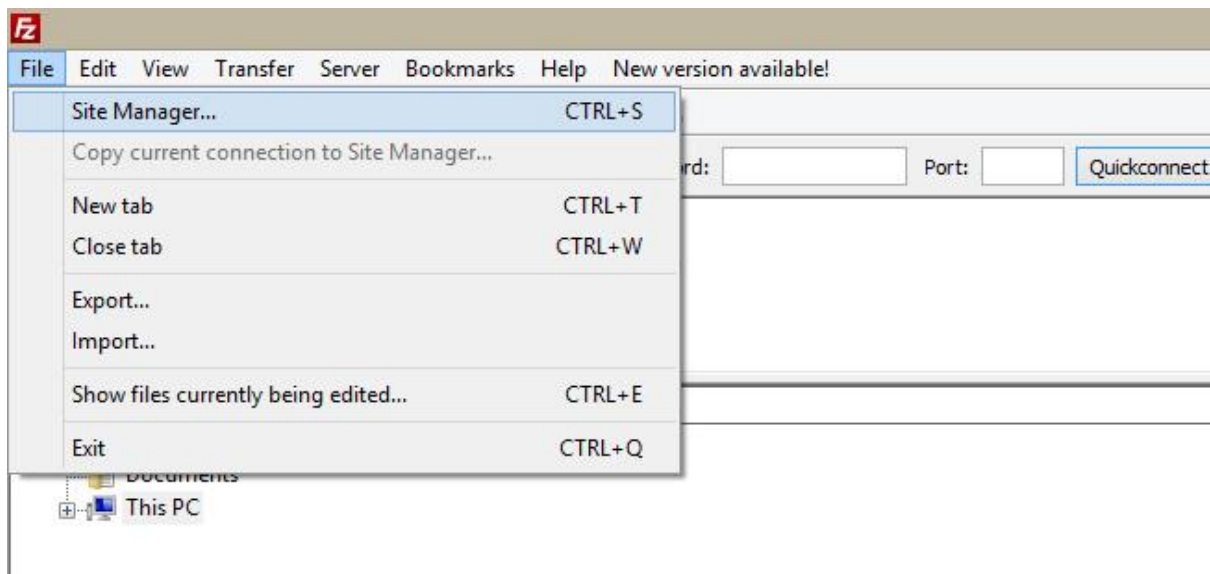 Fz
File Edit View Transfer Server Bookmarks Help New version available!
Site Manager... CTRL+S
Copy current connection to Site Manager...
rd: Port: Quickconnect
New tab CTRL+T
Close tab CTRL+W
Export...
Import...
Show files currently being edited... CTRL+E
Exit CTRL+Q
Documents
This PC